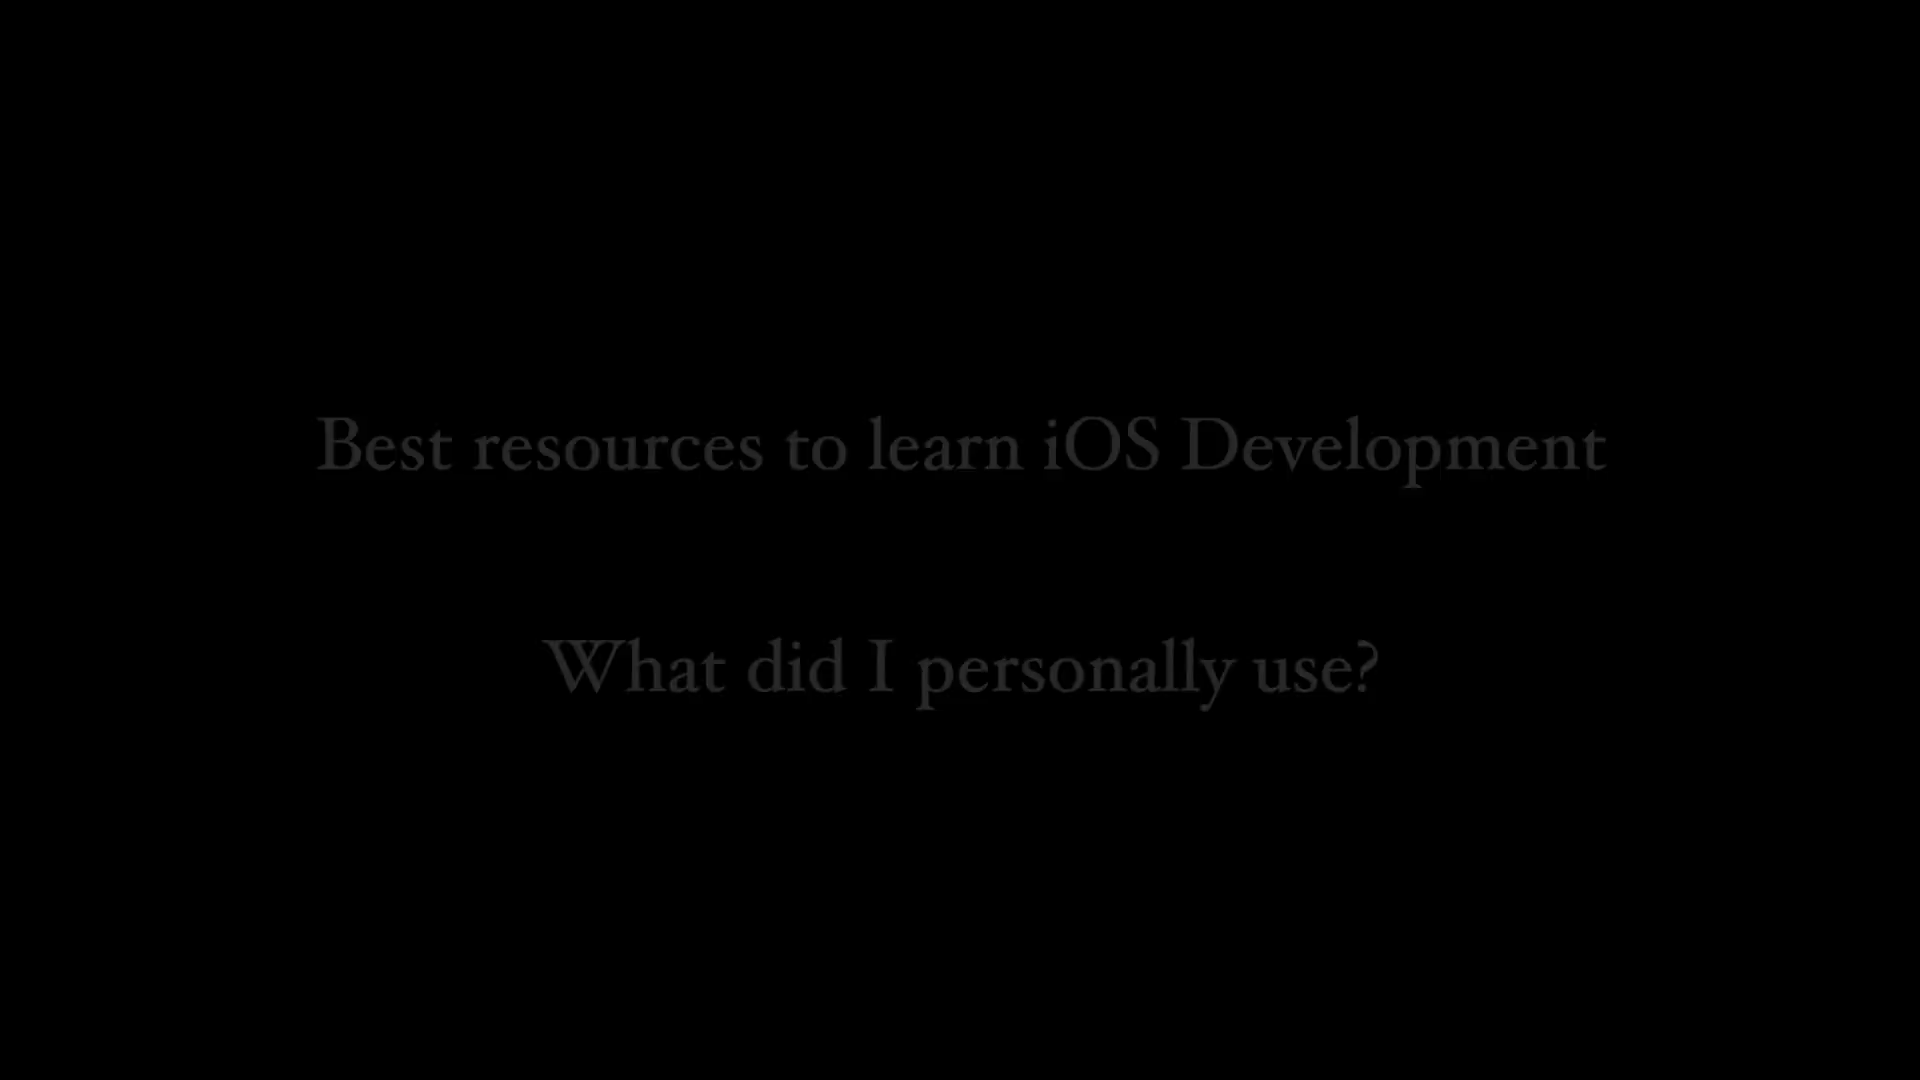 Best resources to learn iOS Development
What did I personally use?